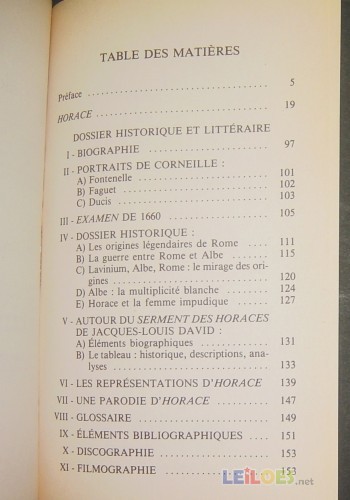 TABLE DES MATIÈRES
Préface ........................ 5
HORACE ........................ 19
DOSSIER HISTORIQUE ET LITTÉRAIRE
I - BIOGRAPHIE ................ 97
II - PORTRAITS DE CORNEILLE :
A) Fontenelle .................. 101
B) Faguet ...................... 102
C) Ducis ....................... 103
III - EXAMEN DE 1660 ........... 105
IV - DOSSIER HISTORIQUE :
A) Les origines légendaires de Rome .... 111
B) La guerre entre Rome et Albe .... 115
C) Lavinium, Albe, Rome : le mirage des ori-
gines .......................... 120
D) Albe : la multiplicité blanche .... 124
E) Horace et la femme impudique .... 127
V - AUTOUR DU SERMENT DES HORACES
DE JACQUES-LOUIS DAVID :
A) Éléments biographiques ...... 131
B) Le tableau : historique, descriptions, ana-
lyses .......................... 133
VI - LES REPRÉSENTATIONS D'HORACE 139
VII - UNE PARODIE D'HORACE ...... 147
VIII - GLOSSAIRE ................ 149
IX - ÉLÉMENTS BIBLIOGRAPHIQUES .... 151
X - DISCOGRAPHIE ............... 153
XI - FILMOGRAPHIE .............. 153
LEILOES.net